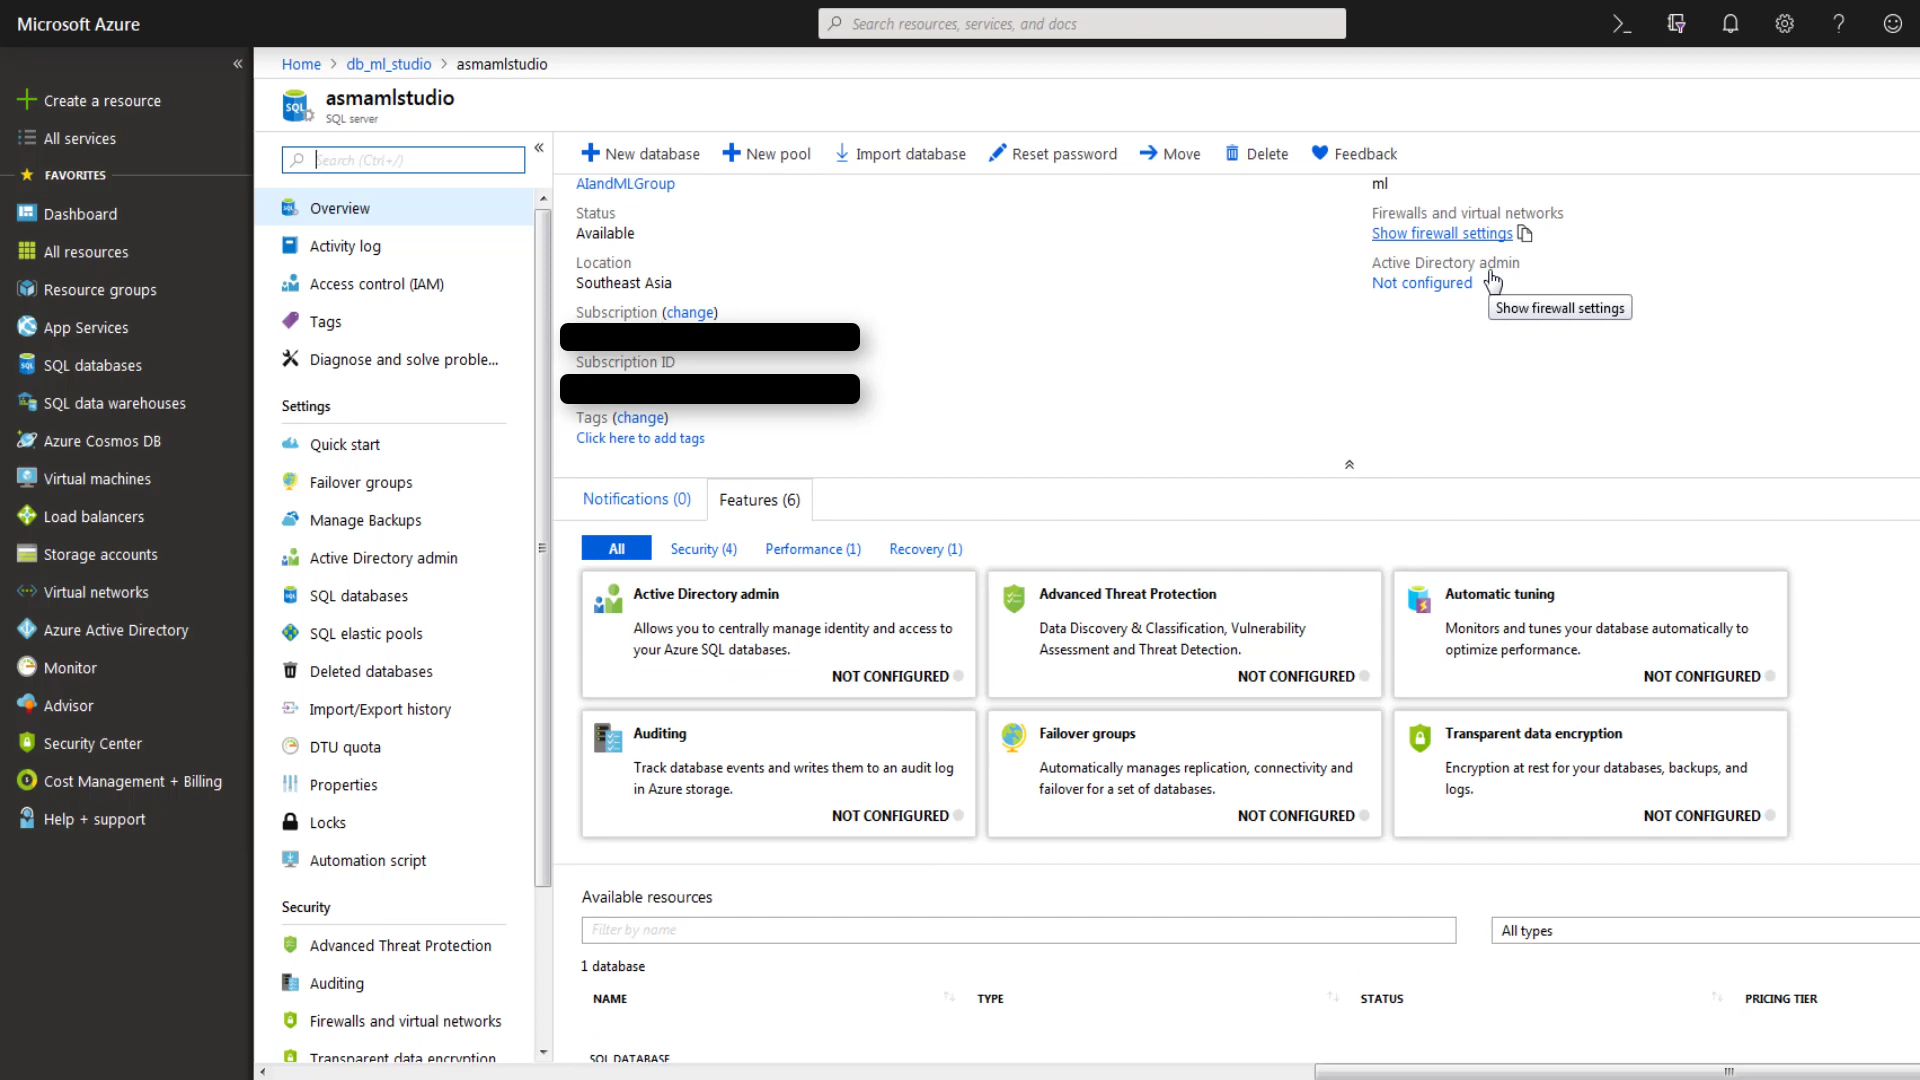 Microsoft Azure
Search resources, services, and docs
Create a resource
All services
FAVORITES
Dashboard
All resources
Resource groups
App Services
SQL databases
SQL data warehouses
Azure Cosmos DB
Virtual machines
Load balancers
Storage accounts
Virtual networks
Azure Active Directory
Monitor
Advisor
Security Center
Cost Management + Billing
Help + support
Home > db_ml_studio > asmamlstudio
SQL
asmamlstudio
SQL server
Search (Ctrl+/)
Overview
Activity log
Access control (IAM)
Tags
Diagnose and solve proble...
Settings
Quick start
Failover groups
Manage Backups
Active Directory admin
SQL databases
SQL elastic pools
Deleted databases
Import/Export history
DTU quota
Properties
Locks
Automation script
Security
Advanced Threat Protection
Auditing
Firewalls and virtual networks
Transparent data encryption
New database
New pool
Import database
Reset password
Move
Delete
Feedback
AIandMLGroup
Status
Available
Location
Southeast Asia
Subscription (change)
Subscription ID
Tags (change)
Click here to add tags
ml
Firewalls and virtual networks
Show firewall settings
Active Directory admin
Not configured
Show firewall settings
Notifications (0)
Features (6)
All
Security (4)
Performance (1)
Recovery (1)
Active Directory admin
Allows you to centrally manage identity and access to
your Azure SQL databases.
NOT CONFIGURED
Advanced Threat Protection
Data Discovery & Classification, Vulnerability
Assessment and Threat Detection.
NOT CONFIGURED
Automatic tuning
Monitors and tunes your database automatically to
optimize performance.
NOT CONFIGURED
Auditing
Track database events and writes them to an audit log
in Azure storage.
NOT CONFIGURED
Failover groups
Automatically manages replication, connectivity and
failover for a set of databases.
NOT CONFIGURED
Transparent data encryption
Encryption at rest for your databases, backups, and
logs.
NOT CONFIGURED
Available resources
Filter by name
All types
1 database
NAME
TYPE
STATUS
PRICING TIER
SQL DATABASE